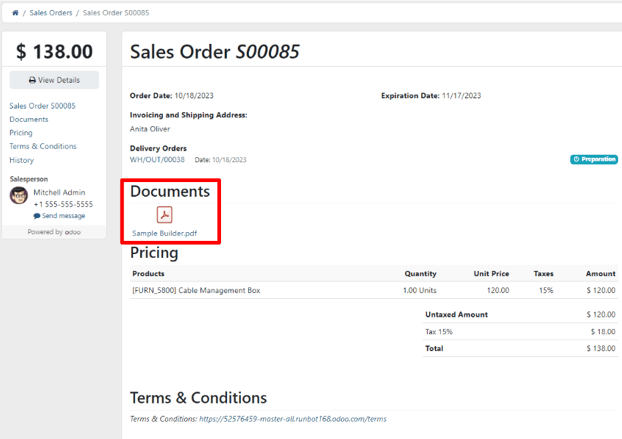 / Sales Orders / Sales Order S00085
$ 138.00
View Details
Sales Order S00085
Documents
Pricing
Terms & Conditions
History
Salesperson
Mitchell Admin
+1 555-555-5555
Send message
Powered by odoo
Sales Order S00085
Order Date: 10/18/2023 Expiration Date: 11/17/2023
Invoicing and Shipping Address:
Anita Oliver
Delivery Orders
WH/OUT/00038 Date: 10/18/2023 Preparation
Documents
Sample Builder.pdf
Pricing
Products Quantity Unit Price Taxes Amount
[FURN_5800] Cable Management Box 1.00 Units 120.00 15% $ 120.00
Untaxed Amount $ 120.00
Tax 15% $ 18.00
Total $ 138.00
Terms & Conditions
Terms & Conditions: https://52576459-master-all.runbot168.odoo.com/terms